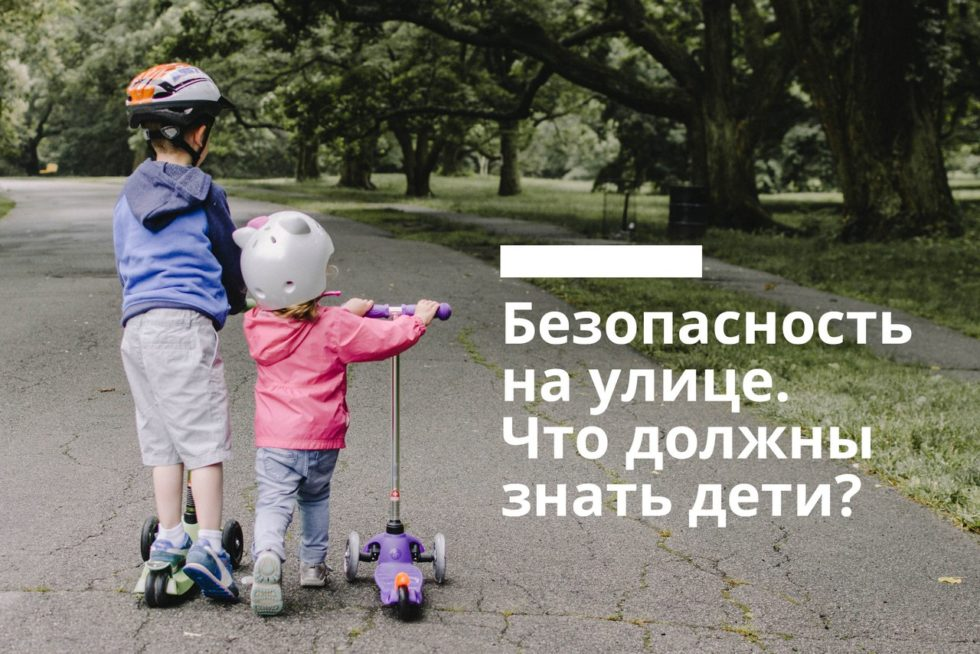 Безопасность
на улице.
Что должны
знать дети?